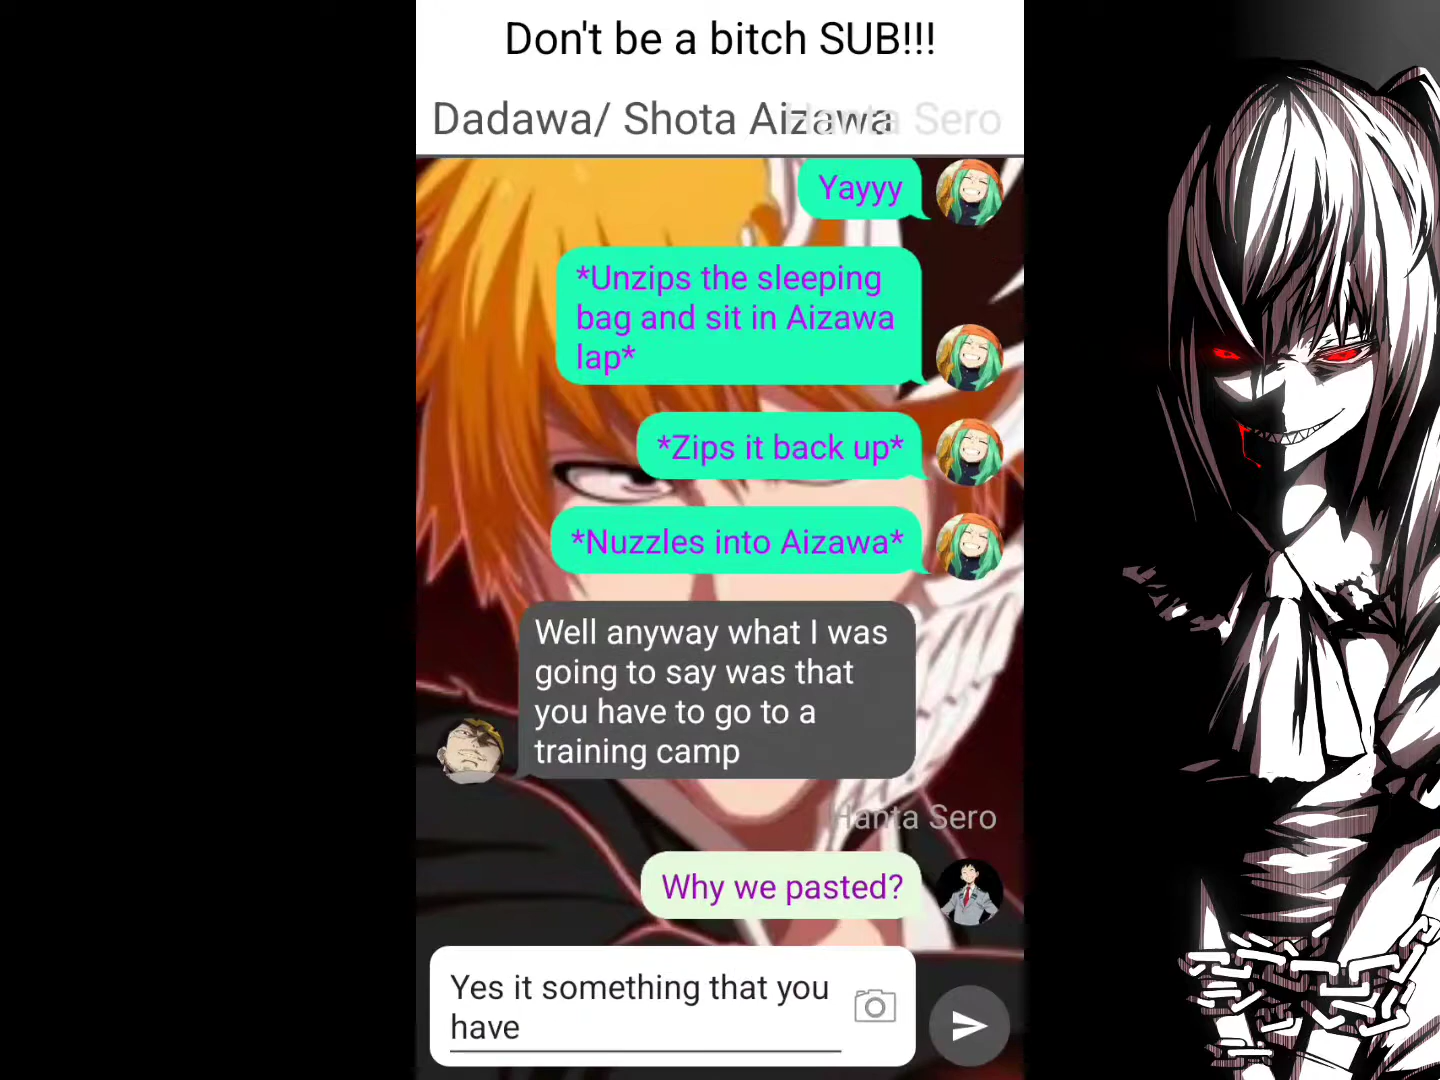 Don't be a bitch SUB!!!
Dadawa/ Shota Aizawa
Hanta Sero
Yayyy
*Unzips the sleeping
bag and sit in Aizawa
lap*
*Zips it back up*
*Nuzzles into Aizawa*
Well anyway what I was
going to say was that
you have to go to a
training camp
Hanta Sero
Why we pasted?
Yes it something that you
have